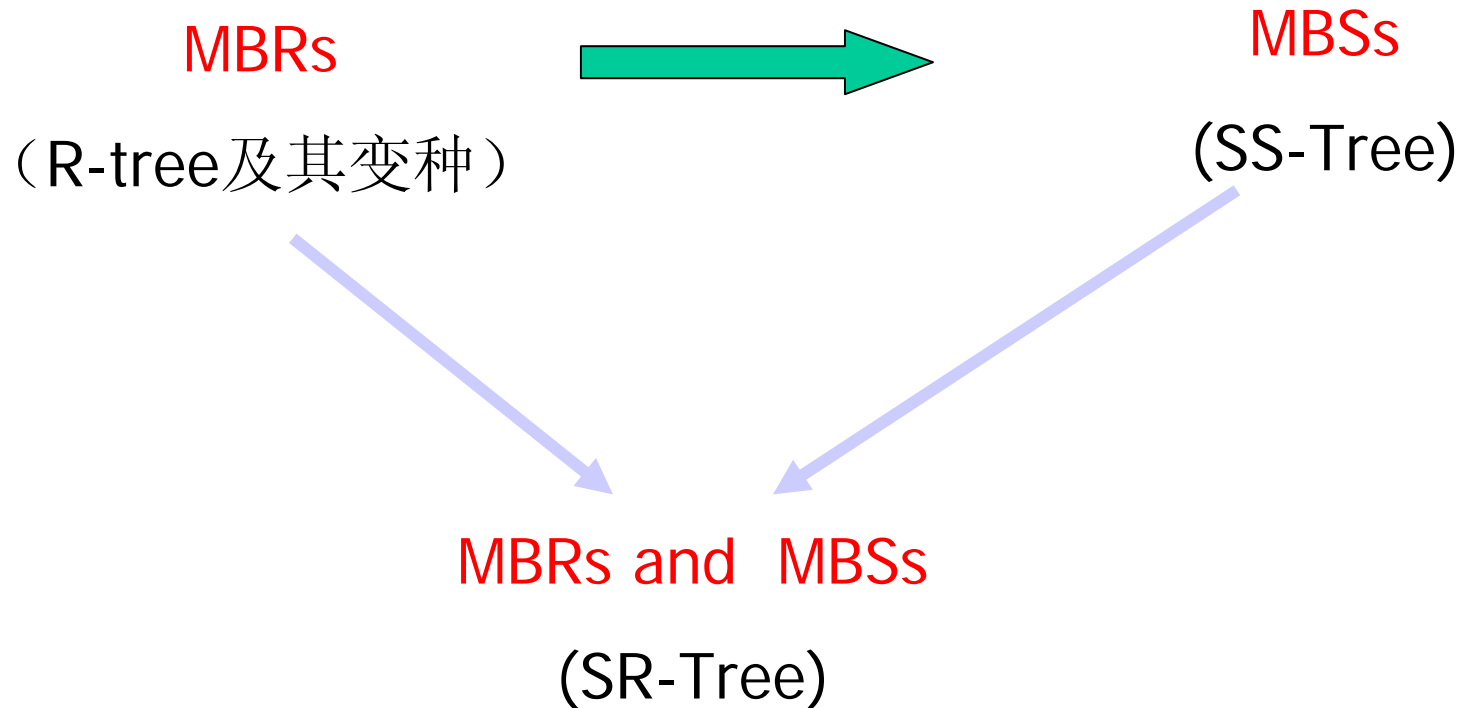 MBRs
（R-tree及其变种）
MBSs
(SS-Tree)
MBRs and MBSs
(SR-Tree)